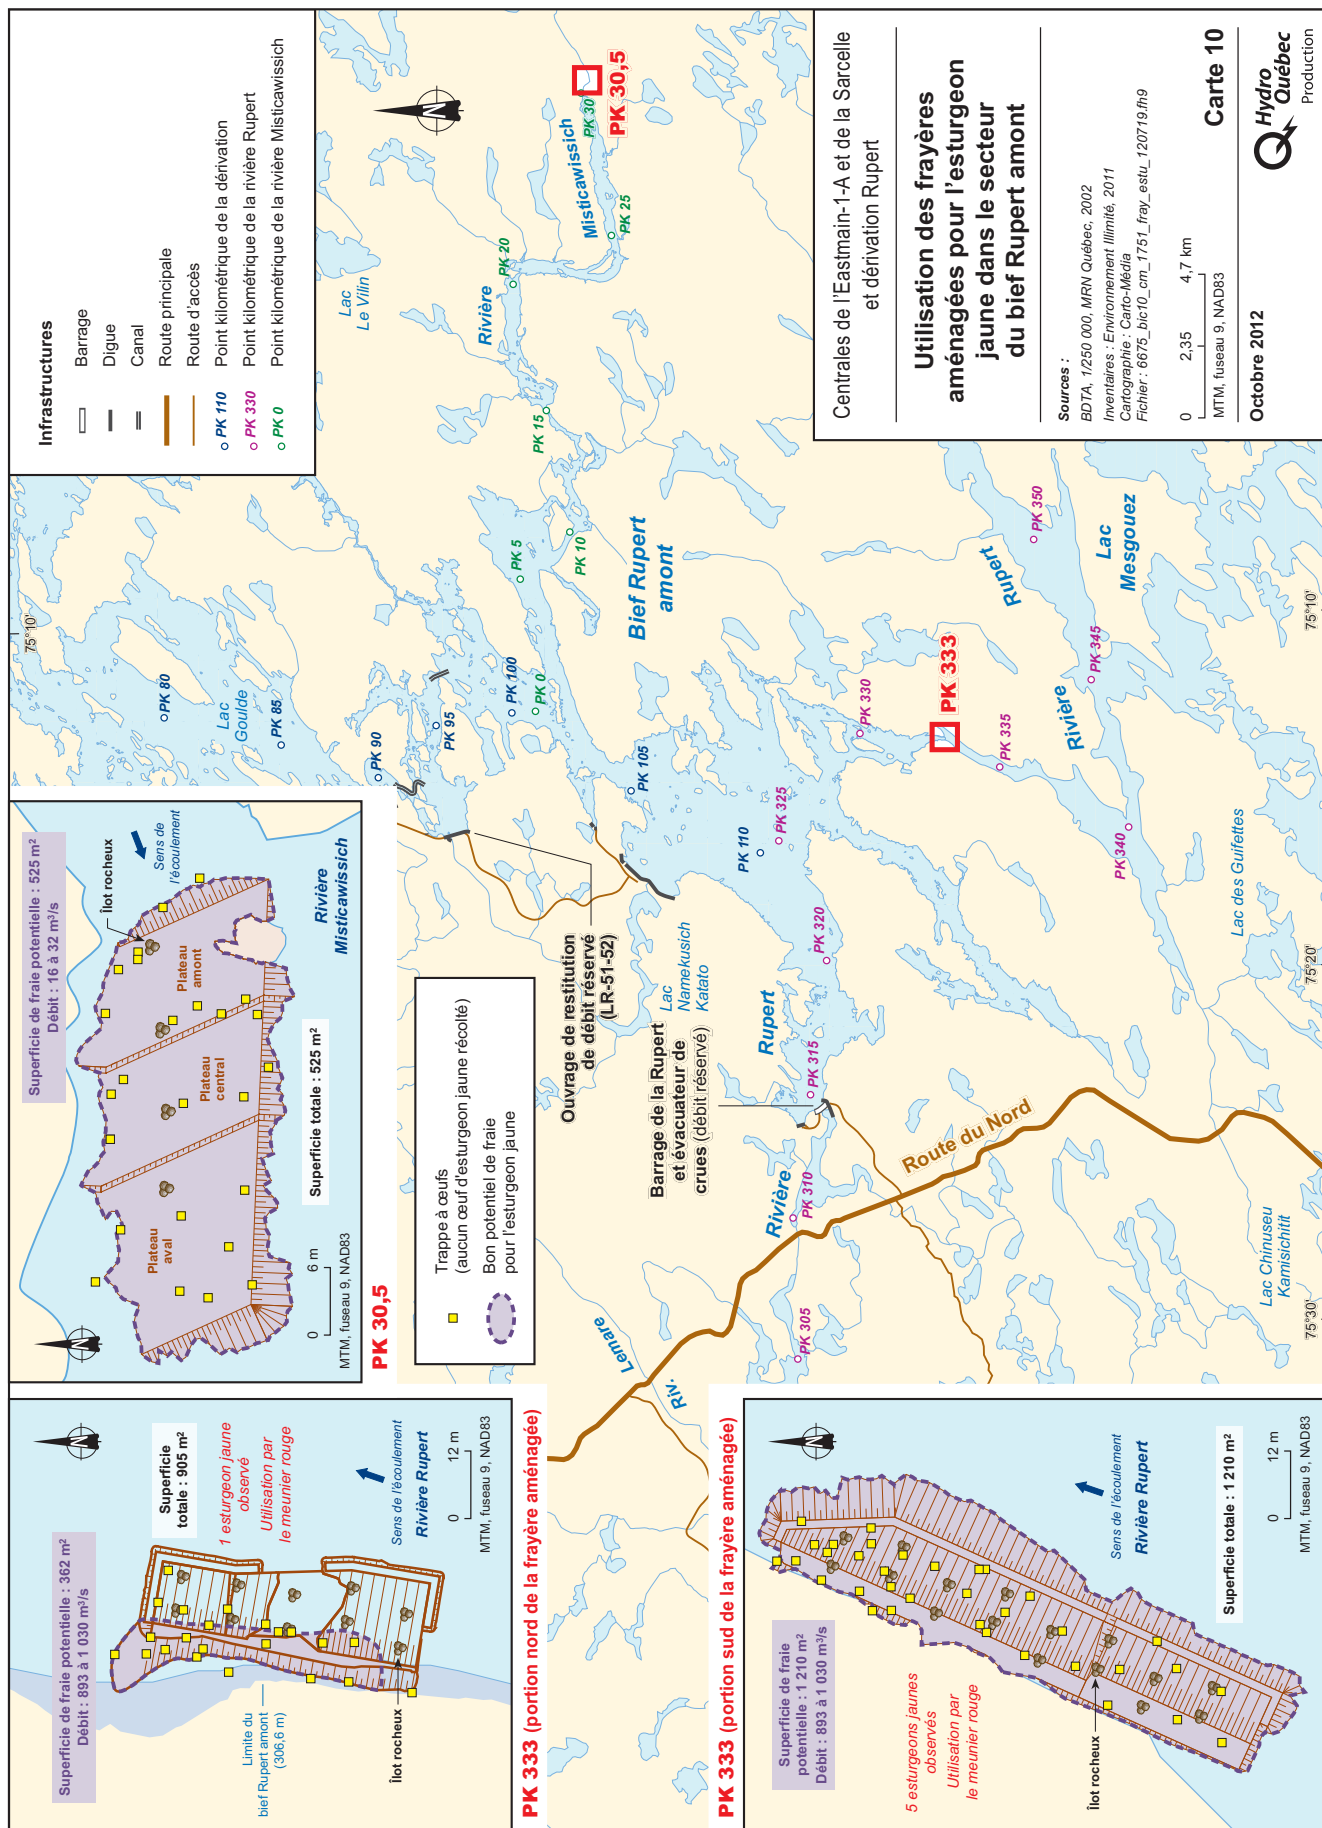 Superficie de fraie potentielle : 362 m²
Débit : 893 à 1 030 m³/s
Superficie
totale : 905 m²
1 esturgeon jaune
observé
Utilisation par
le meunier rouge
Limite du
bief Rupert amont
(306,6 m)
Îlot rocheux
Sens de l'écoulement
Rivière Rupert
0
12 m
MTM, fuseau 9, NAD83
PK 333 (portion nord de la frayère aménagée)
Superficie de fraie potentielle : 525 m²
Débit : 16 à 32 m³/s
Îlot rocheux
Sens de
l'écoulement
Plateau
amont
Plateau
central
Plateau
aval
Rivière
Misticawissich
Superficie totale : 525 m²
0
6 m
MTM, fuseau 9, NAD83
PK 30,5
Trappe à œufs
(aucun œuf d'esturgeon jaune récolté)
Bon potentiel de fraie
pour l'esturgeon jaune
PK 333 (portion sud de la frayère aménagée)
Superficie de fraie
potentielle : 1 210 m²
Débit : 893 à 1 030 m³/s
5 esturgeons jaunes
observés
Utilisation par
le meunier rouge
Îlot rocheux
Sens de l'écoulement
Rivière Rupert
Superficie totale : 1 210 m²
0
12 m
MTM, fuseau 9, NAD83
Infrastructures
Barrage
Digue
Canal
Route principale
Route d'accès
PK 110
Point kilométrique de la dérivation
PK 330
Point kilométrique de la rivière Rupert
PK 0
Point kilométrique de la rivière Misticawissich
75°10'
PK 80
Lac
Goulde
PK 85
PK 90
PK 95
PK 100
PK 0
PK 105
PK 110
PK 5
PK 10
PK 15
PK 20
PK 25
PK 30
PK 30,5
Lac
Le Vilin
Rivière
Misticawissich
Bief Rupert
amont
Ouvrage de restitution
de débit réservé
(LR-51-52)
Lac
Namekusich
Katato
Barrage de la Rupert
et évacuateur de
crues (débit réservé)
Rivière
Rupert
PK 305
PK 310
PK 315
PK 320
PK 325
PK 330
PK 333
PK 335
PK 340
PK 345
PK 350
Rivière
Rupert
Lac
Mesgouez
Lac des Guifettes
Lac Chinuseu
Kamisichitit
Route du Nord
Riv.
Lemare
75°30'
75°20'
75°10'
Centrales de l'Eastmain-1-A et de la Sarcelle
et dérivation Rupert
Utilisation des frayères
aménagées pour l'esturgeon
jaune dans le secteur
du bief Rupert amont
Sources :
BDTA, 1/250 000, MRN Québec, 2002
Inventaires : Environnement Illimité, 2011
Cartographie : Carto-Média
Fichier : 6675_bic10_cm_1751_fray_estu_120719.fh9
0
2,35
4,7 km
MTM, fuseau 9, NAD83
Octobre 2012
Carte 10
Hydro
Québec
Production
N
N
N
N